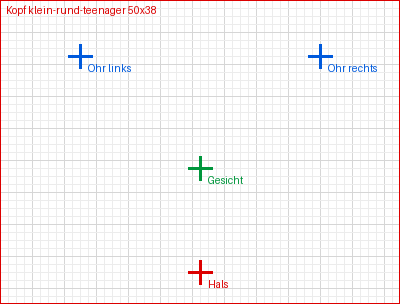 Kopf klein-rund-teenager 50x38
Ohr links
Ohr rechts
Gesicht
Hals